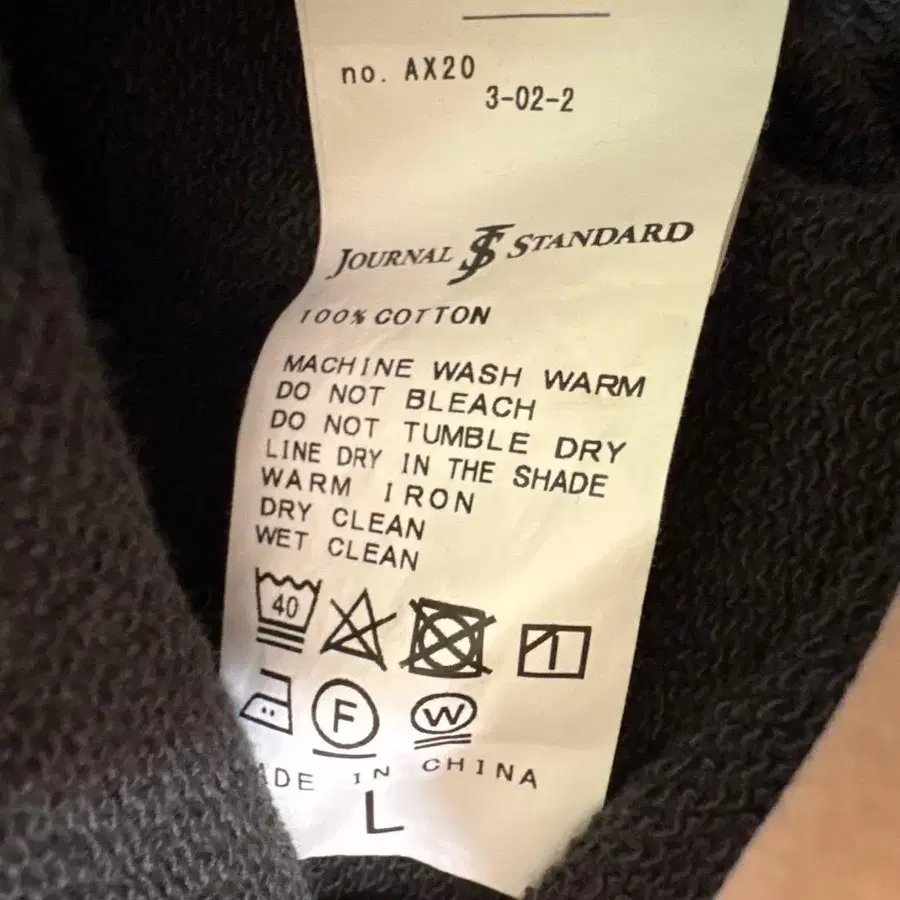 no. AX20
3-02-2
JOURNAL JS STANDARD
100% COTTON
MACHINE WASH WARM
DO NOT BLEACH
DO NOT TUMBLE DRY
LINE DRY IN THE SHADE
WARM IRON
DRY CLEAN
WET CLEAN
40
F W
ADE IN CHINA
L